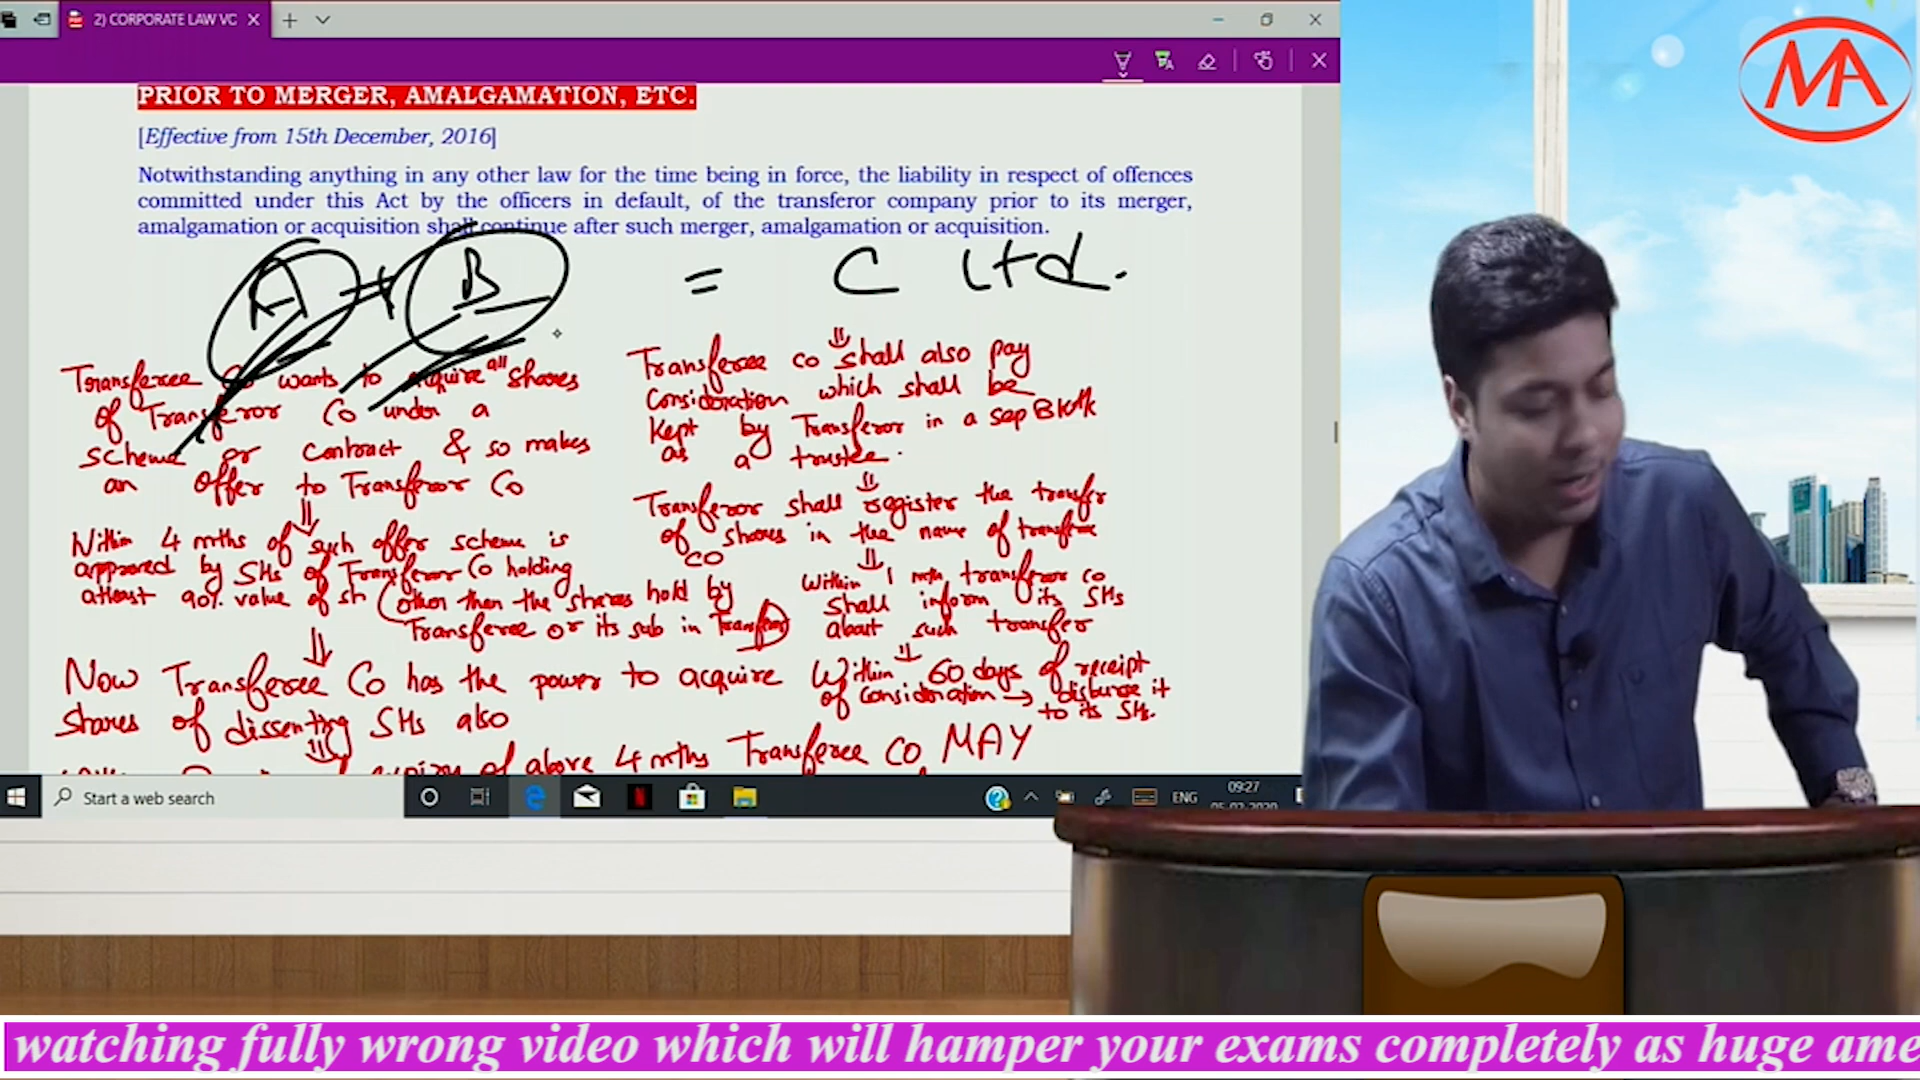 2) CORPORATE LAW VC
PRIOR TO MERGER, AMALGAMATION, ETC.
[Effective from 15th December, 2016]
Notwithstanding anything in any other law for the time being in force, the liability in respect of offences
committed under this Act by the officers in default, of the transferor company prior to its merger,
amalgamation or acquisition shall continue after such merger, amalgamation or acquisition.
A + B = C Ltd.
Transferee Co wants to acquire all shares
of Transferor Co under a
scheme or contract & so makes
an offer to Transferor Co
Within 4 mths of such offer scheme is
approved by SHs of Transferor Co holding
atleast 90% value of sh (other then the shares hold by
Transferee or its sub in Transferor)
Now Transferee Co has the power to acquire
shares of dissenting SHs also
expiry of above 4 mths Transferee Co MAY
Transferee co shall also pay
Consideration which shall be
kept by Transferor in a sep Bk
as a trustee.
Transferor shall register the transfer
of shares in the name of transferee
CO
Within 1 mth transferor co
shall inform its SHs
about such transfer
Within 60 days of receipt
of consideration → disburse it
to its SHs.
Start a web search
ENG
09:27
05-02-2020
MA
watching fully wrong video which will hamper your exams completely as huge ame